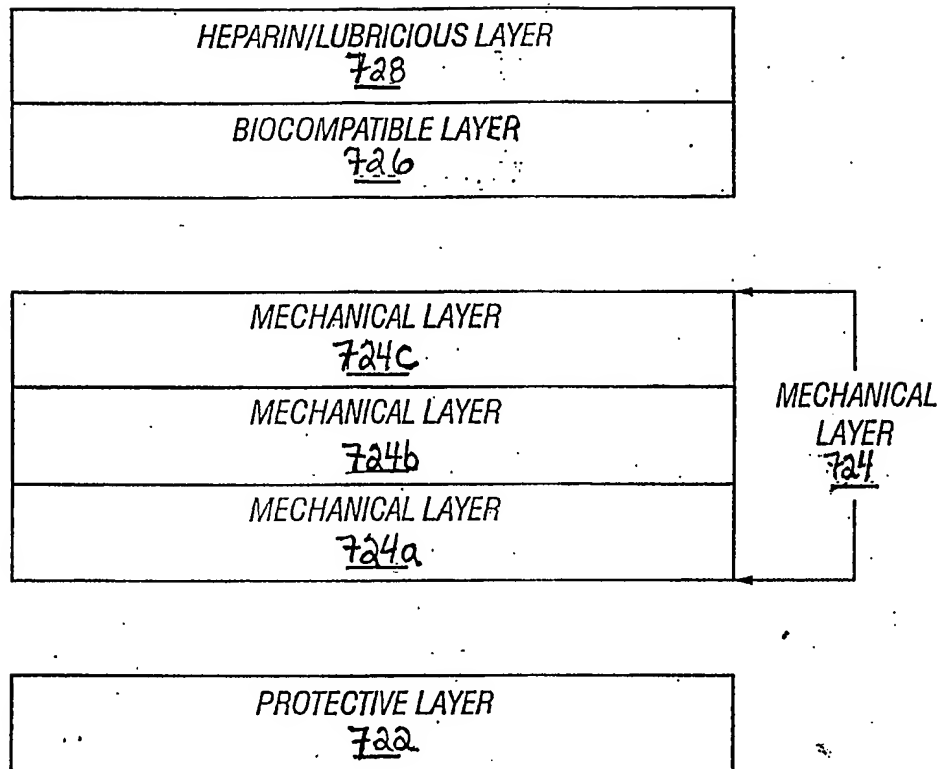 HEPARIN/LUBRICIOUS LAYER
728
BIOCOMPATIBLE LAYER
726
MECHANICAL LAYER
724c
MECHANICAL LAYER
724b
MECHANICAL LAYER
724a
MECHANICAL
LAYER
724
PROTECTIVE LAYER
722